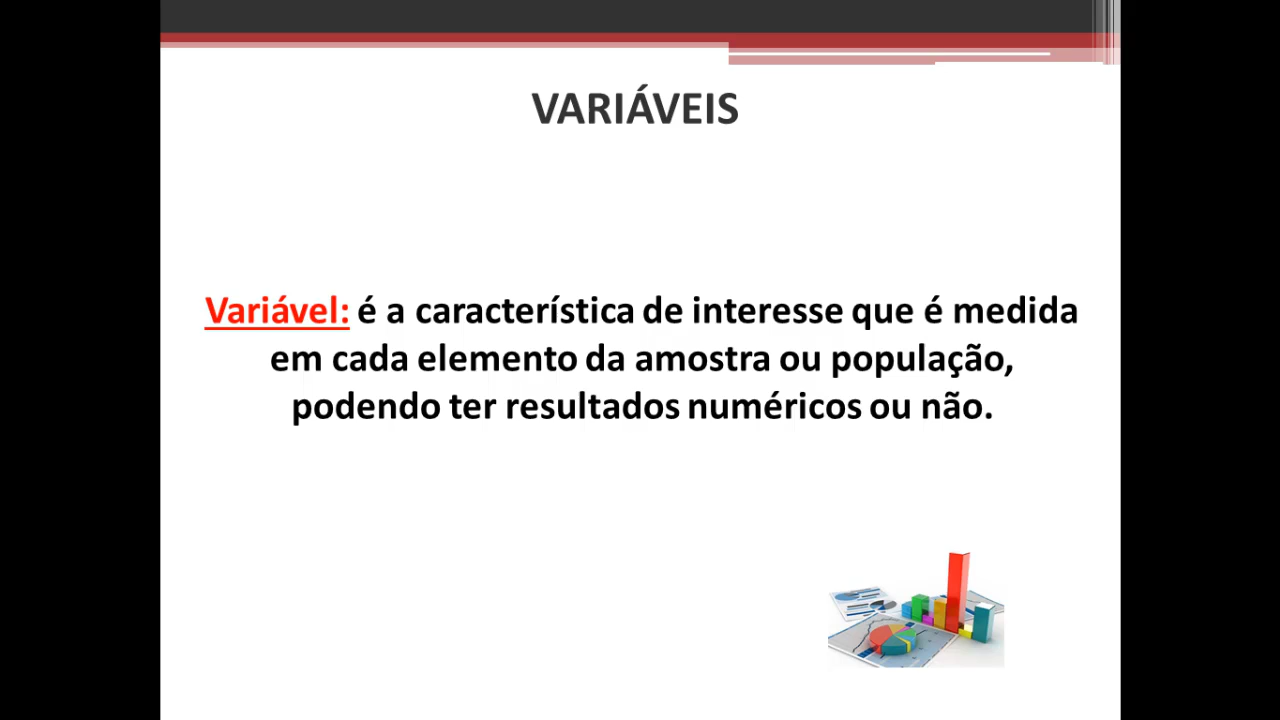 VARIÁVEIS
Variável: é a característica de interesse que é medida
em cada elemento da amostra ou população,
podendo ter resultados numéricos ou não.